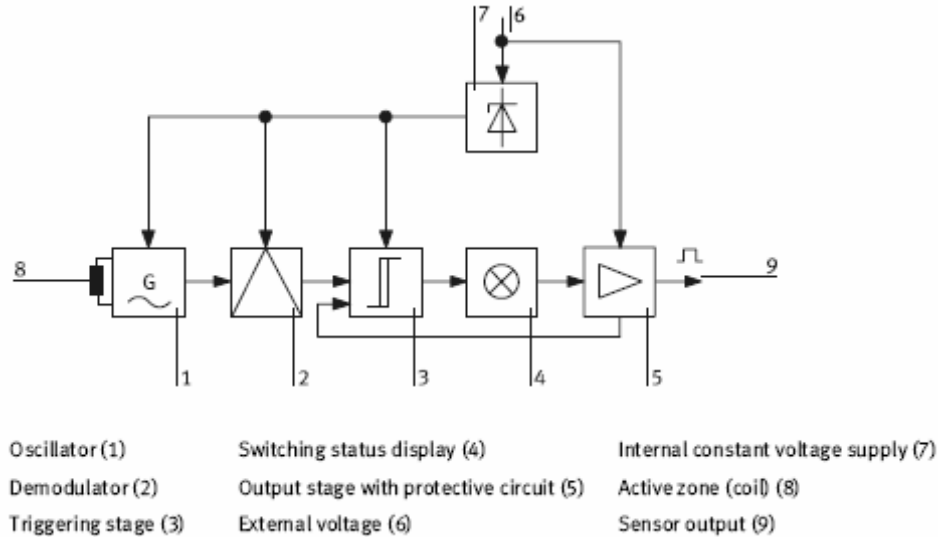 7 6
8 G 9
1 2 3 4 5
Oscillator (1) Switching status display (4) Internal constant voltage supply (7)
Demodulator (2) Output stage with protective circuit (5) Active zone (coil) (8)
Triggering stage (3) External voltage (6) Sensor output (9)